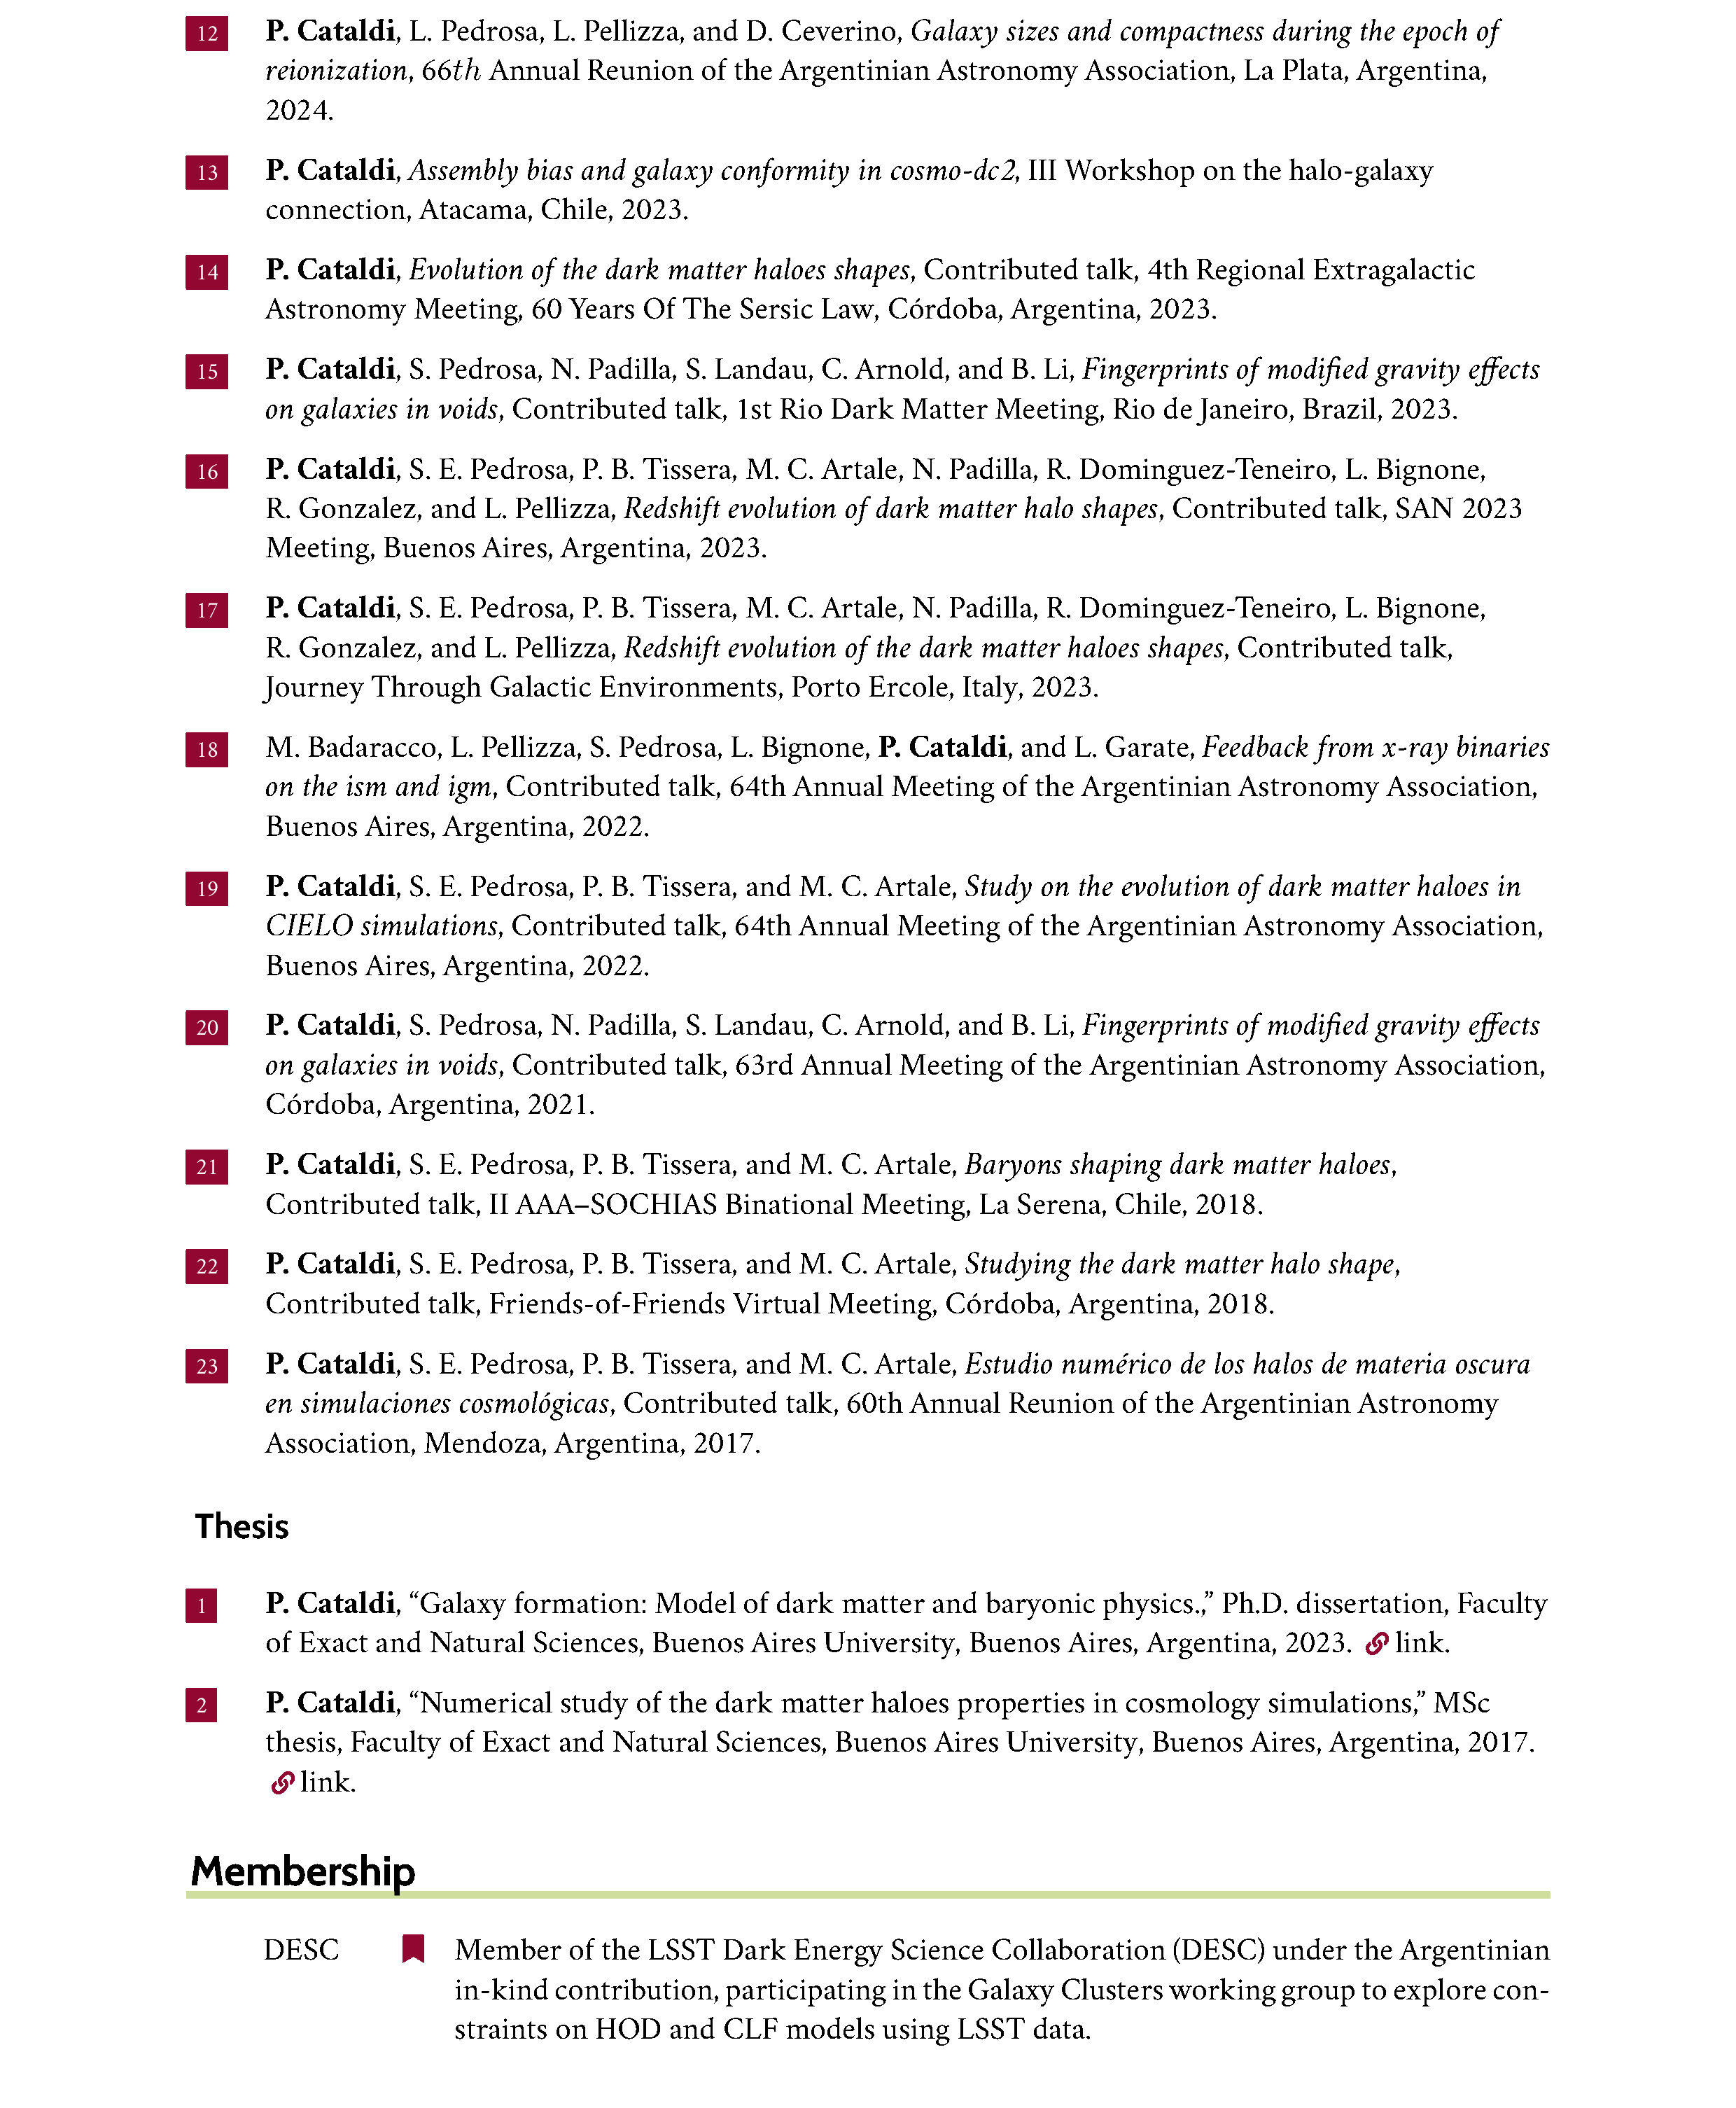 12 P. Cataldi, L. Pedrosa, L. Pellizza, and D. Ceverino, Galaxy sizes and compactness during the epoch of
reionization, 66th Annual Reunion of the Argentinian Astronomy Association, La Plata, Argentina,
2024.
13 P. Cataldi, Assembly bias and galaxy conformity in cosmo-dc2, III Workshop on the halo-galaxy
connection, Atacama, Chile, 2023.
14 P. Cataldi, Evolution of the dark matter haloes shapes, Contributed talk, 4th Regional Extragalactic
Astronomy Meeting, 60 Years Of The Sersic Law, Córdoba, Argentina, 2023.
15 P. Cataldi, S. Pedrosa, N. Padilla, S. Landau, C. Arnold, and B. Li, Fingerprints of modified gravity effects
on galaxies in voids, Contributed talk, 1st Rio Dark Matter Meeting, Rio de Janeiro, Brazil, 2023.
16 P. Cataldi, S. E. Pedrosa, P. B. Tissera, M. C. Artale, N. Padilla, R. Dominguez-Teneiro, L. Bignone,
R. Gonzalez, and L. Pellizza, Redshift evolution of dark matter halo shapes, Contributed talk, SAN 2023
Meeting, Buenos Aires, Argentina, 2023.
17 P. Cataldi, S. E. Pedrosa, P. B. Tissera, M. C. Artale, N. Padilla, R. Dominguez-Teneiro, L. Bignone,
R. Gonzalez, and L. Pellizza, Redshift evolution of the dark matter haloes shapes, Contributed talk,
Journey Through Galactic Environments, Porto Ercole, Italy, 2023.
18 M. Badaracco, L. Pellizza, S. Pedrosa, L. Bignone, P. Cataldi, and L. Garate, Feedback from x-ray binaries
on the ism and igm, Contributed talk, 64th Annual Meeting of the Argentinian Astronomy Association,
Buenos Aires, Argentina, 2022.
19 P. Cataldi, S. E. Pedrosa, P. B. Tissera, and M. C. Artale, Study on the evolution of dark matter haloes in
CIELO simulations, Contributed talk, 64th Annual Meeting of the Argentinian Astronomy Association,
Buenos Aires, Argentina, 2022.
20 P. Cataldi, S. Pedrosa, N. Padilla, S. Landau, C. Arnold, and B. Li, Fingerprints of modified gravity effects
on galaxies in voids, Contributed talk, 63rd Annual Meeting of the Argentinian Astronomy Association,
Córdoba, Argentina, 2021.
21 P. Cataldi, S. E. Pedrosa, P. B. Tissera, and M. C. Artale, Baryons shaping dark matter haloes,
Contributed talk, II AAA–SOCHIAS Binational Meeting, La Serena, Chile, 2018.
22 P. Cataldi, S. E. Pedrosa, P. B. Tissera, and M. C. Artale, Studying the dark matter halo shape,
Contributed talk, Friends-of-Friends Virtual Meeting, Córdoba, Argentina, 2018.
23 P. Cataldi, S. E. Pedrosa, P. B. Tissera, and M. C. Artale, Estudio numérico de los halos de materia oscura
en simulaciones cosmológicas, Contributed talk, 60th Annual Reunion of the Argentinian Astronomy
Association, Mendoza, Argentina, 2017.
Thesis
1 P. Cataldi, “Galaxy formation: Model of dark matter and baryonic physics.,” Ph.D. dissertation, Faculty
of Exact and Natural Sciences, Buenos Aires University, Buenos Aires, Argentina, 2023. link.
2 P. Cataldi, “Numerical study of the dark matter haloes properties in cosmology simulations,” MSc
thesis, Faculty of Exact and Natural Sciences, Buenos Aires University, Buenos Aires, Argentina, 2017.
link.
Membership
DESC Member of the LSST Dark Energy Science Collaboration (DESC) under the Argentinian
in-kind contribution, participating in the Galaxy Clusters working group to explore con-
straints on HOD and CLF models using LSST data.